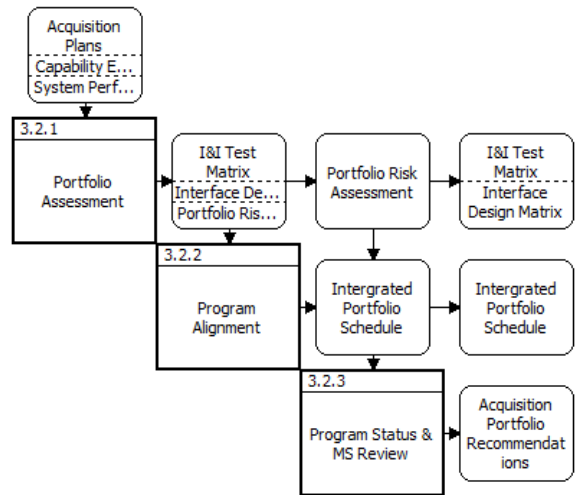 Acquisition
Plans
Capability E...
System Perf...
3.2.1
Portfolio
Assessment
I&I Test
Matrix
Interface De...
Portfolio Ris...
Portfolio Risk
Assessment
I&I Test
Matrix
Interface
Design Matrix
3.2.2
Program
Alignment
Intergrated
Portfolio
Schedule
Intergrated
Portfolio
Schedule
3.2.3
Program Status &
MS Review
Acquisition
Portfolio
Recommendat
ions